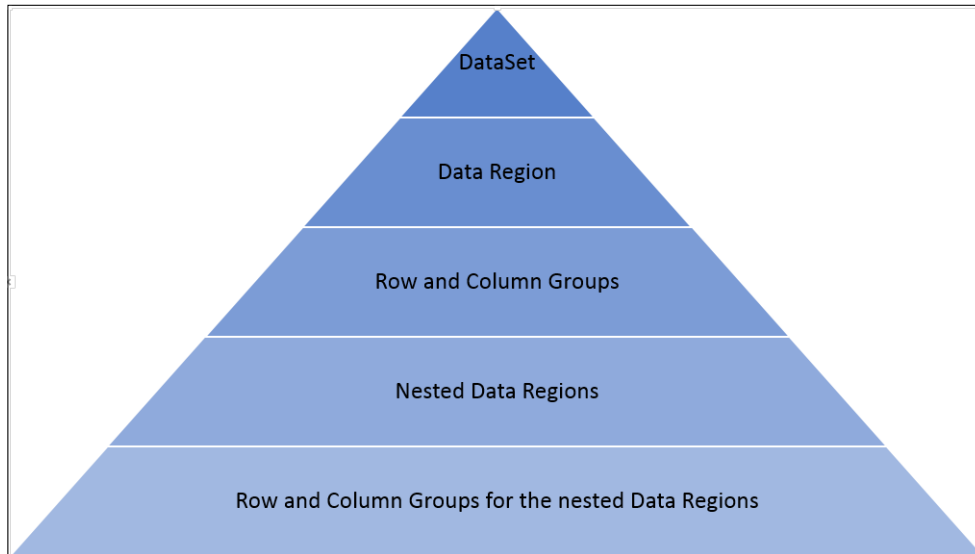 DataSet
Data Region
Row and Column Groups
Nested Data Regions
Row and Column Groups for the nested Data Regions